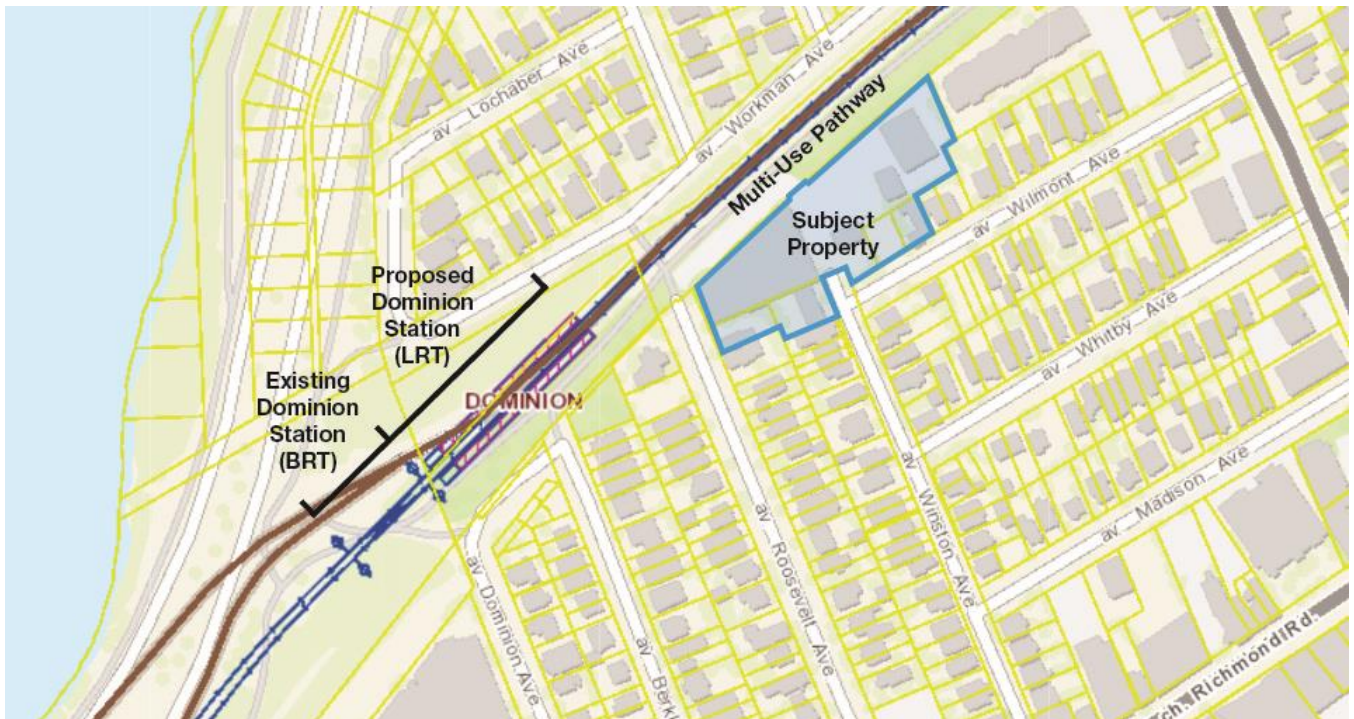 av Lochaber Ave
av Workman Ave
Multi-Use Pathway
Subject
Property
av Wilmont Ave
Proposed
Dominion
Station
(LRT)
Existing
Dominion
Station
(BRT)
DOMINION
av Whitby Ave
av Madison Ave
av Winston Ave
av Roosevelt Ave
av Dominion Ave
av Berkl
ch. Richmond Rd.